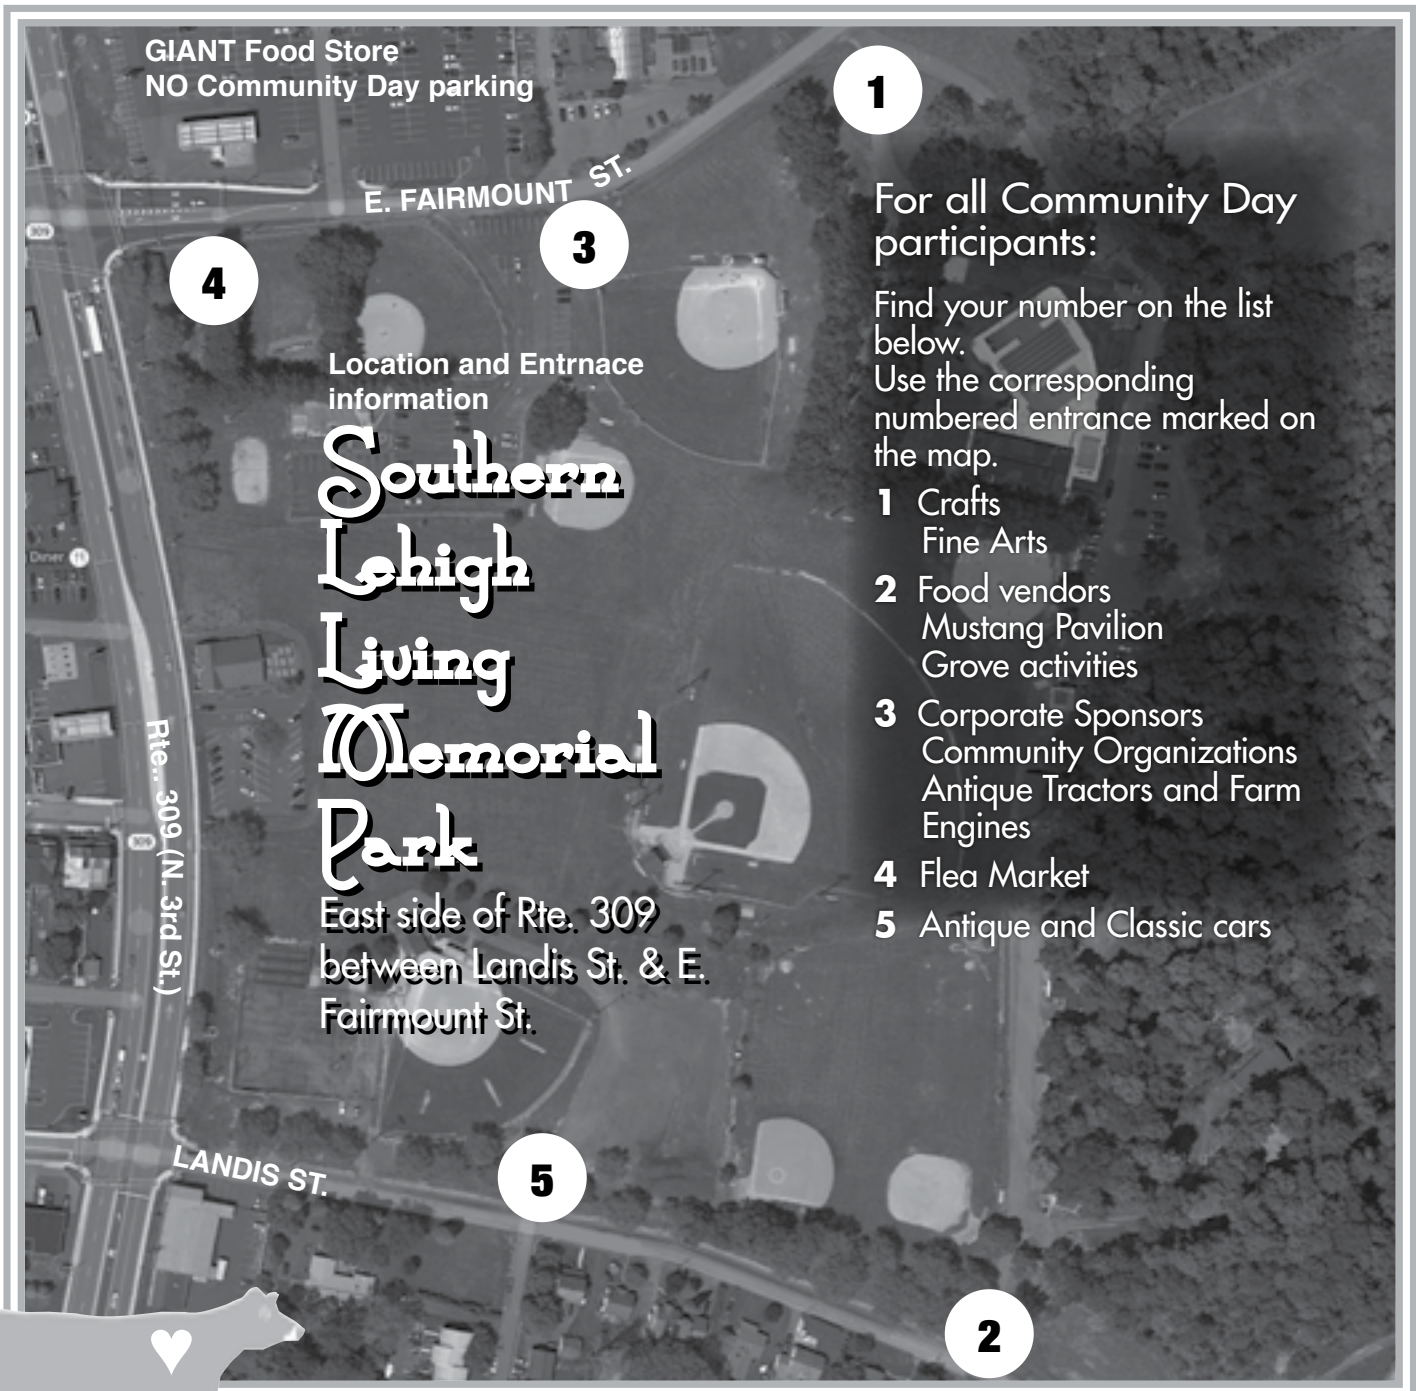 GIANT Food Store
NO Community Day parking
1
E. FAIRMOUNT ST.
3
4
309
For all Community Day
participants:
Find your number on the list
below.
Use the corresponding
numbered entrance marked on
the map.
1 Crafts
Fine Arts
2 Food vendors
Mustang Pavilion
Grove activities
3 Corporate Sponsors
Community Organizations
Antique Tractors and Farm
Engines
4 Flea Market
5 Antique and Classic cars
Location and Entrnace
information
Southern
Lehigh
Living
Memorial
Park
East side of Rte. 309
between Landis St. & E.
Fairmount St.
Diner
Rte.. 309 (N. 3rd St.)
309
LANDIS ST.
5
2